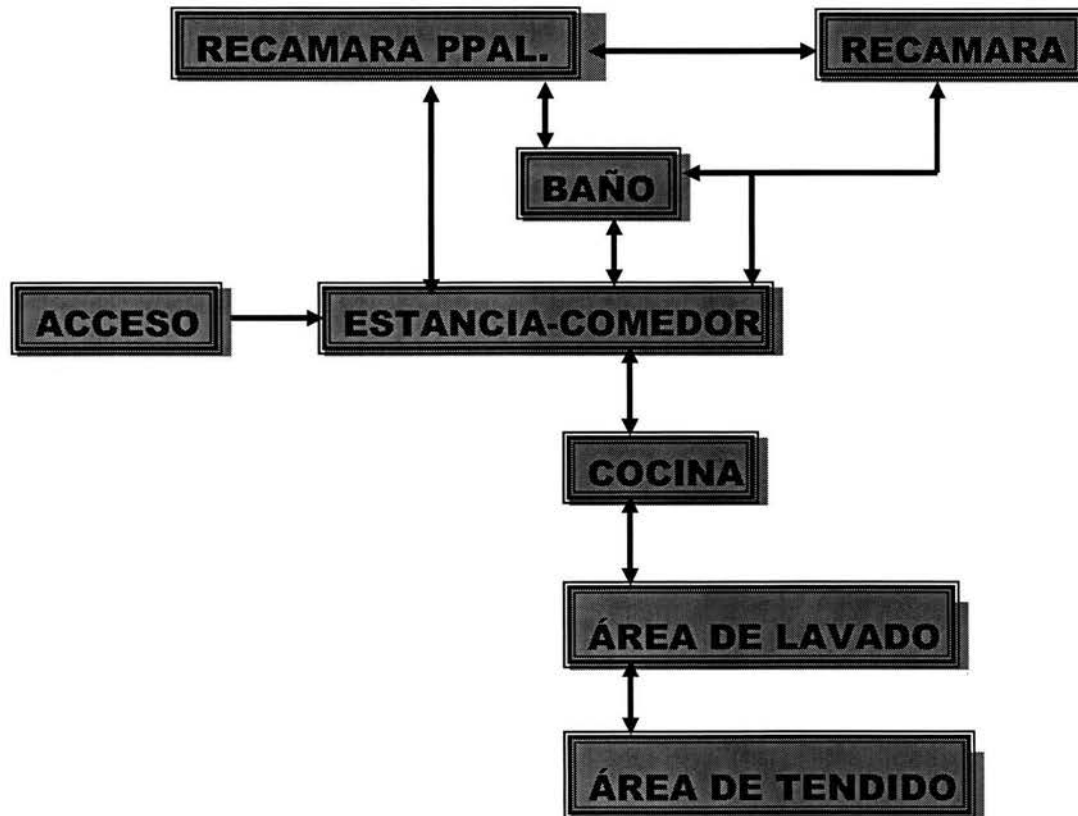 RECAMARA PPAL.
RECAMARA
BAÑO
ACCESO
ESTANCIA-COMEDOR
COCINA
ÁREA DE LAVADO
ÁREA DE TENDIDO